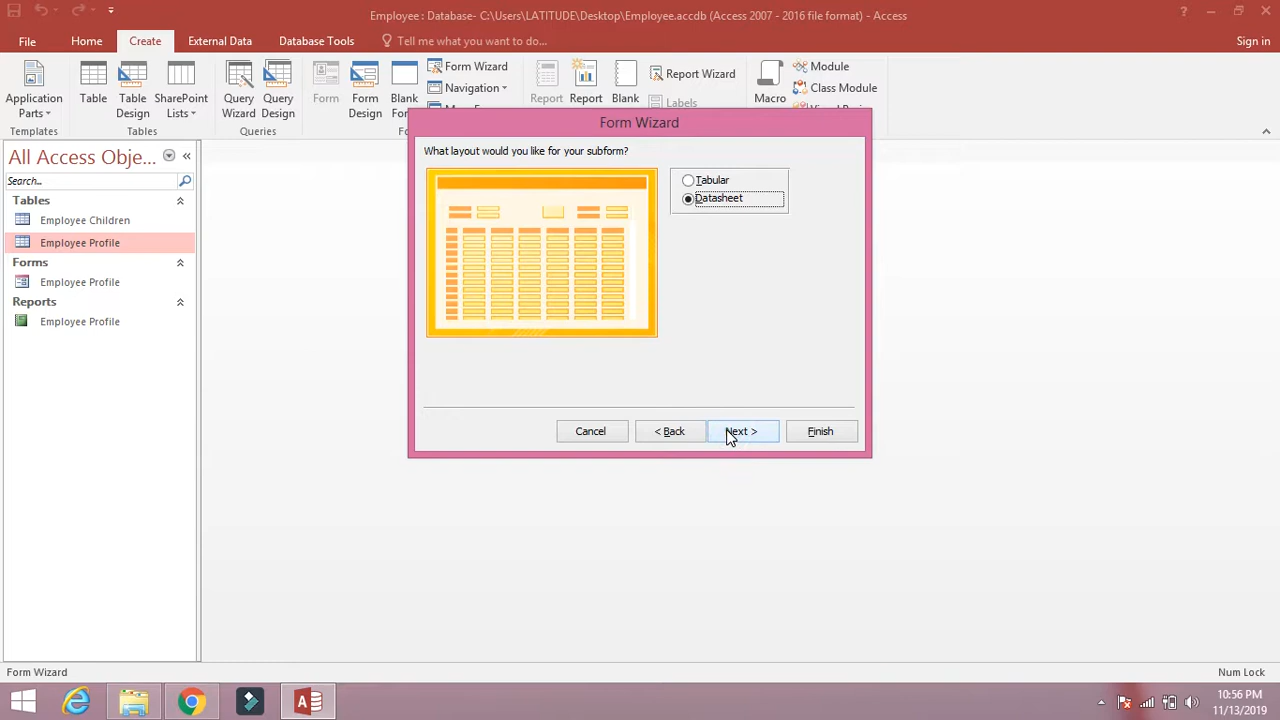 Employee : Database- C:\Users\LATITUDE\Desktop\Employee.accdb (Access 2007 - 2016 file format) - Access
File Home Create External Data Database Tools Tell me what you want to do... Sign in
Application Parts
Templates
Table
Table Design
SharePoint Lists
Tables
Query Wizard
Query Design
Queries
Form
Form Design
Blank
Form Wizard
Navigation
Report
Report
Blank
Report Wizard
Labels
Macro
Module
Class Module
All Access Obje...
Search...
Tables
Employee Children
Employee Profile
Forms
Employee Profile
Reports
Employee Profile
Form Wizard
What layout would you like for your subform?
Tabular
Datasheet
Cancel < Back Next > Finish
Form Wizard
Num Lock
10:56 PM
11/13/2019